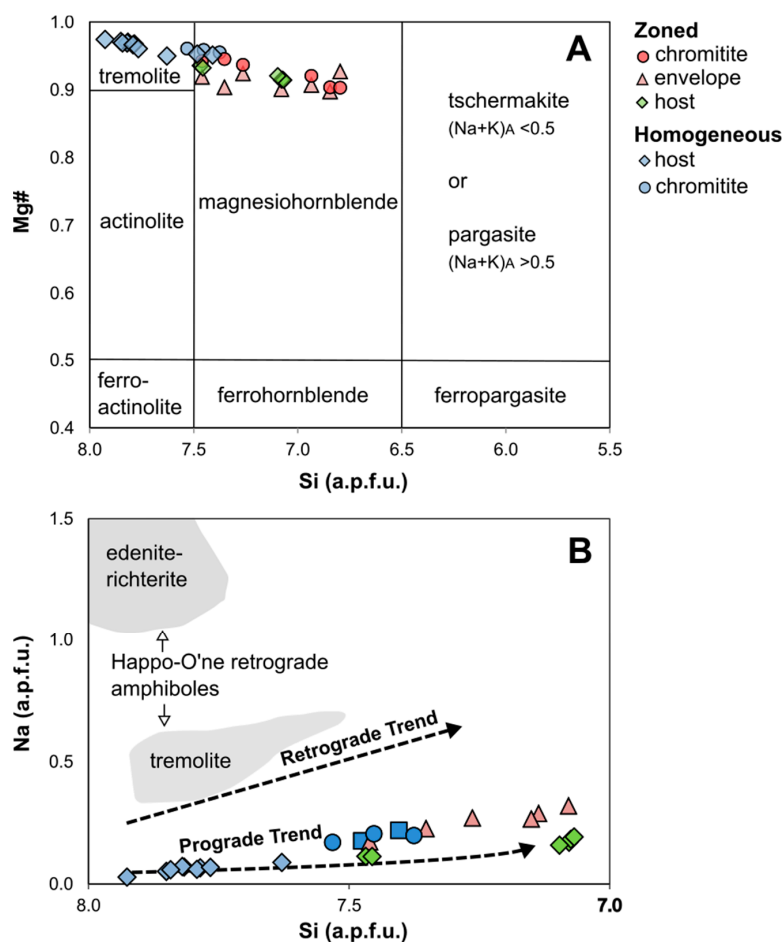 A
1.0
0.9
0.8
0.7
0.6
0.5
0.4
Mg#
tremolite
actinolite
magnesiohornblende
tschermakite
(Na+K)A <0.5
or
pargasite
(Na+K)A >0.5
ferro-
actinolite
ferrohornblende
ferropargasite
8.0 7.5 7.0 6.5 6.0 5.5
Si (a.p.f.u.)
Zoned
chromitite
envelope
host
Homogeneous
host
chromitite
B
1.5
1.0
0.5
0.0
Na (a.p.f.u.)
edenite-
richterite
Happo-O'ne retrograde
amphiboles
tremolite
Retrograde Trend
Prograde Trend
8.0 7.5 7.0
Si (a.p.f.u.)